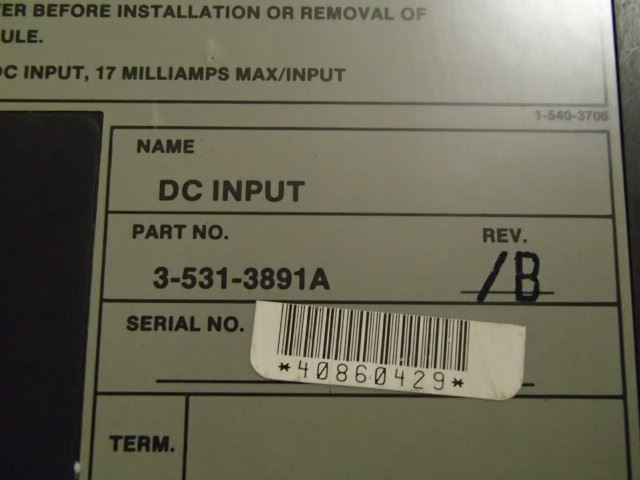 ER BEFORE INSTALLATION OR REMOVAL OF
ULE.
DC INPUT, 17 MILLIAMPS MAX/INPUT
1-540-3706
NAME
DC INPUT
PART NO.
REV.
3-531-3891A
/B
SERIAL NO.
*40860429*
TERM.